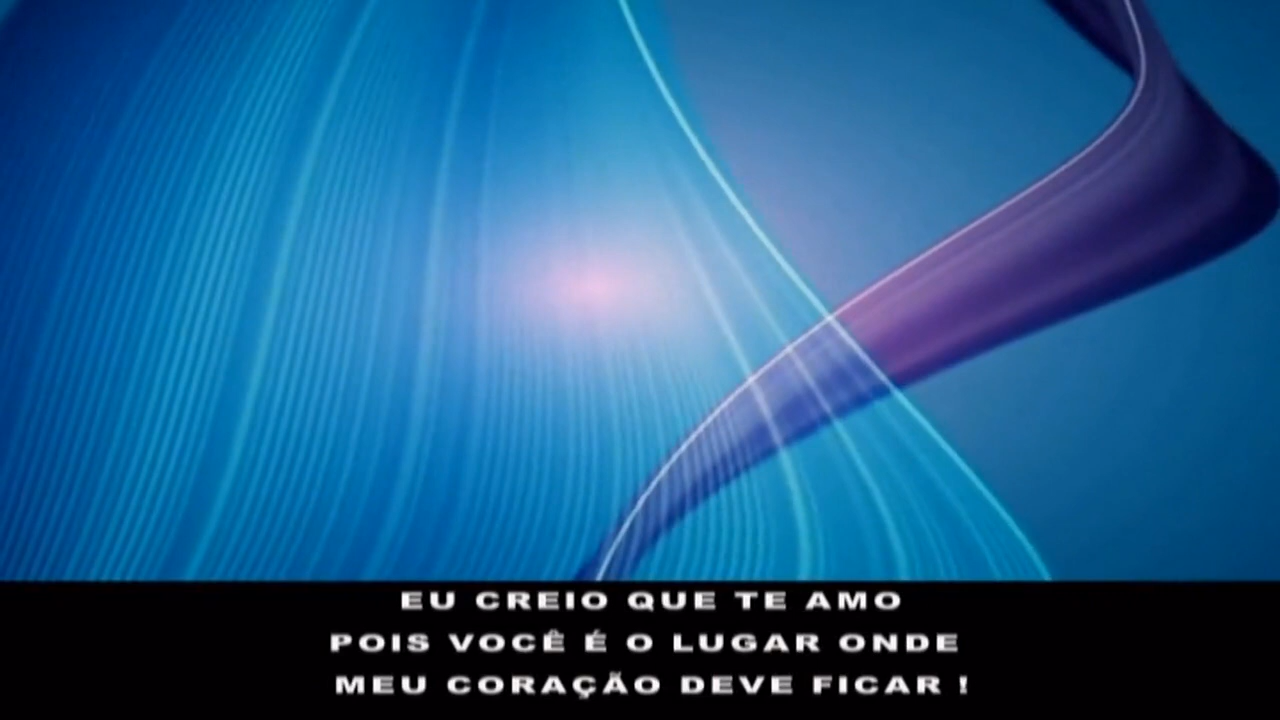 EU CREIO QUE TE AMO
POIS VOCÊ É O LUGAR ONDE
MEU CORAÇÃO DEVE FICAR !